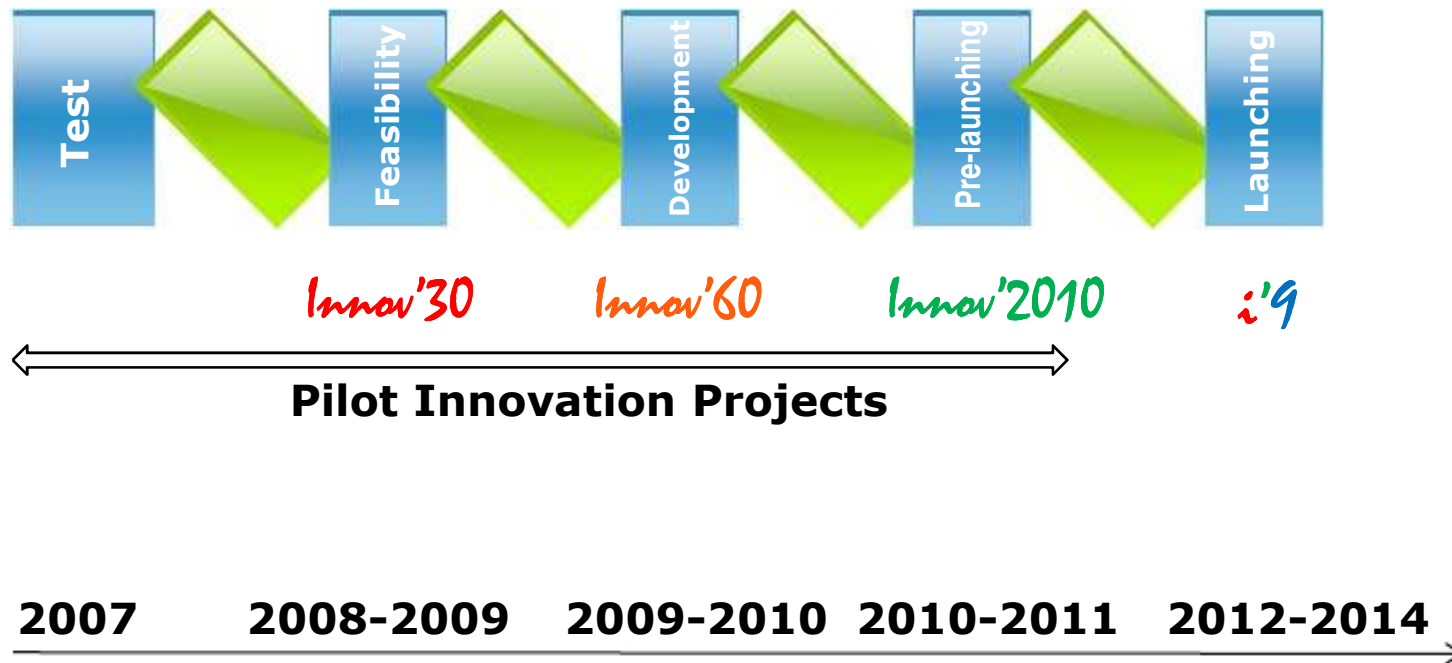 Test
Feasibility
Development
Pre-launching
Launching
Innov'30
Innov'60
Innov'2010
i'9
Pilot Innovation Projects
2007
2008-2009
2009-2010
2010-2011
2012-2014